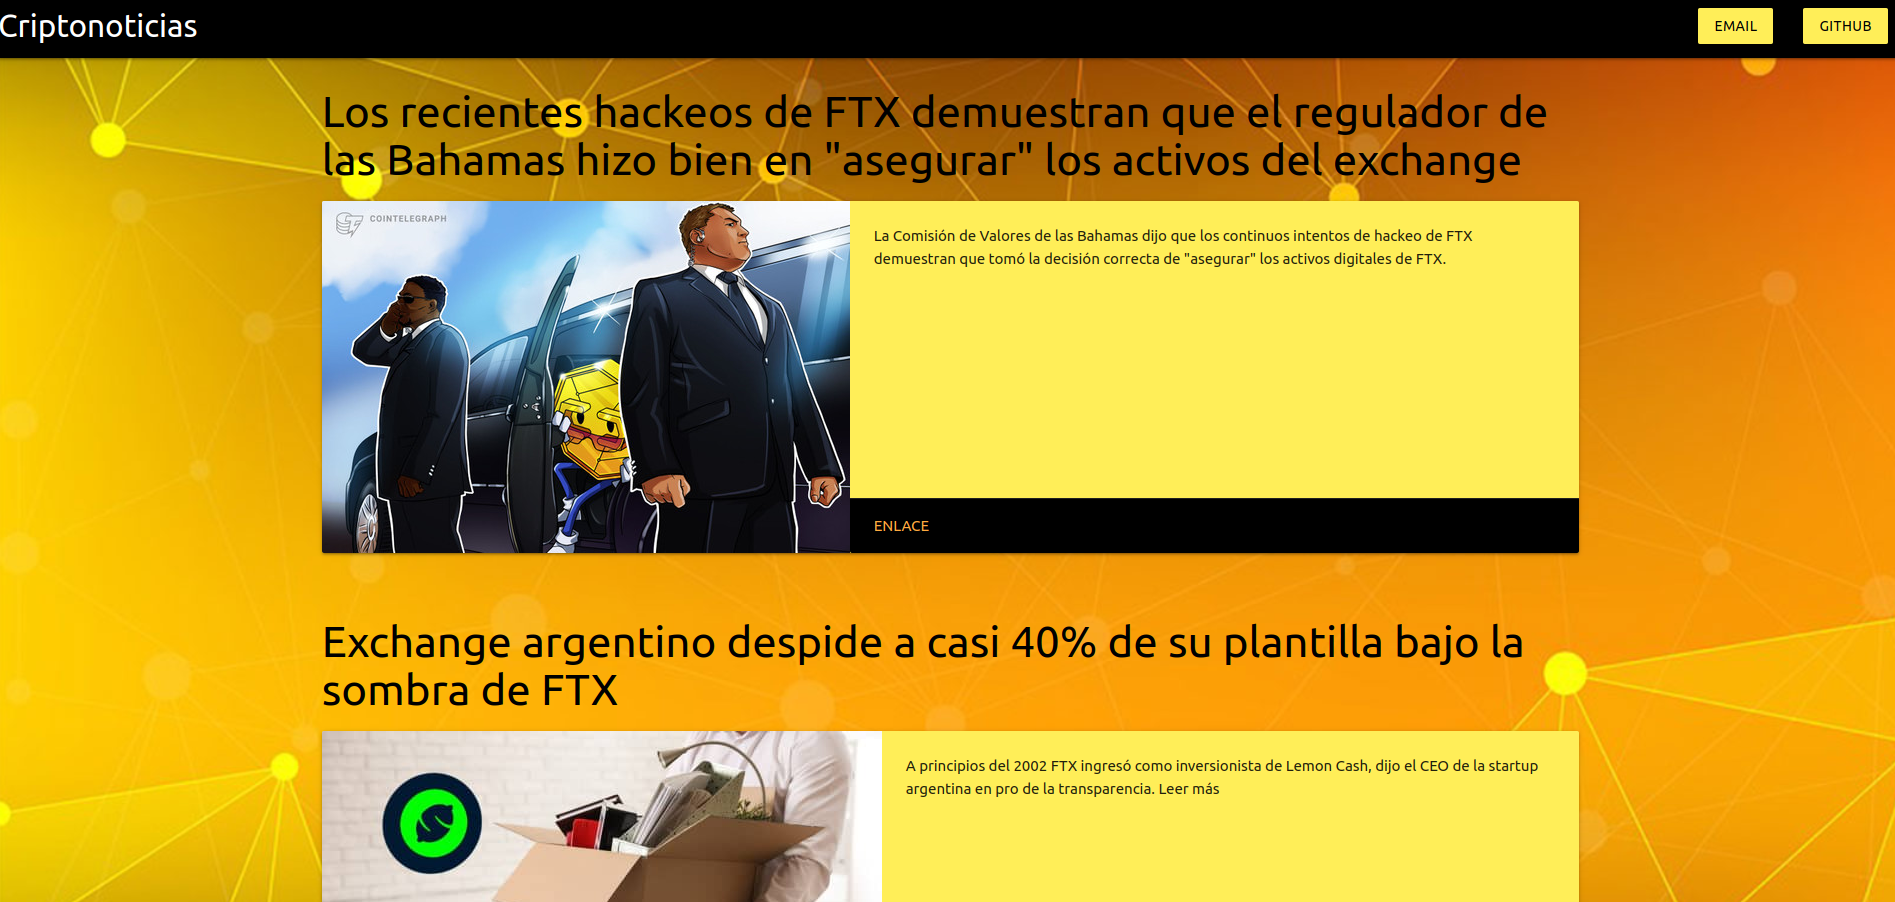 Criptonoticias
EMAIL
GITHUB
Los recientes hackeos de FTX demuestran que el regulador de
las Bahamas hizo bien en "asegurar" los activos del exchange
COINTELEGRAPH
La Comisión de Valores de las Bahamas dijo que los continuos intentos de hackeo de FTX
demuestran que tomó la decisión correcta de "asegurar" los activos digitales de FTX.
ENLACE
Exchange argentino despide a casi 40% de su plantilla bajo la
sombra de FTX
A principios del 2002 FTX ingresó como inversionista de Lemon Cash, dijo el CEO de la startup
argentina en pro de la transparencia. Leer más